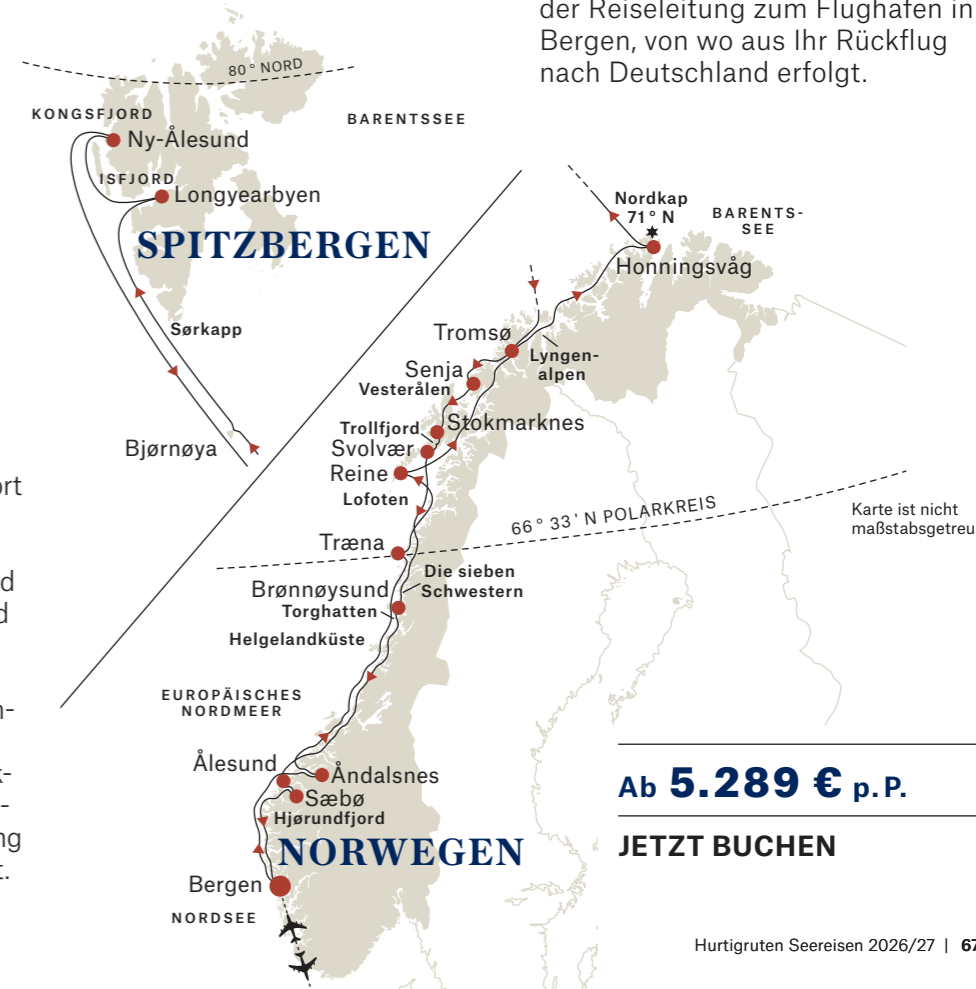 der Reiseleitung zum Flughafen in
Bergen, von wo aus Ihr Rückflug
nach Deutschland erfolgt.
80° NORD
KONGSFJORD
BARENTSSEE
Ny-Ålesund
ISFJORD
Longyearbyen
SPITZBERGEN
Sørkapp
Bjørnøya
Nordkap
71° N
BARENTS-
SEE
Honningsvåg
Tromsø
Lyngen-
alpen
Senja
Vesterålen
Stokmarknes
Trollfjord
Svolvær
Reine
Lofoten
66° 33' N POLARKREIS
Karte ist nicht
maßstabsgetreu
Træna
Die sieben
Schwestern
Brønnøysund
Torghatten
Helgelandküste
EUROPÄISCHES
NORDMEER
Ålesund
Åndalsnes
Sæbø
Hjørundfjord
NORWEGEN
Bergen
NORDSEE
Ab 5.289 € p.P.
JETZT BUCHEN
Hurtigruten Seereisen 2026/27 | 67